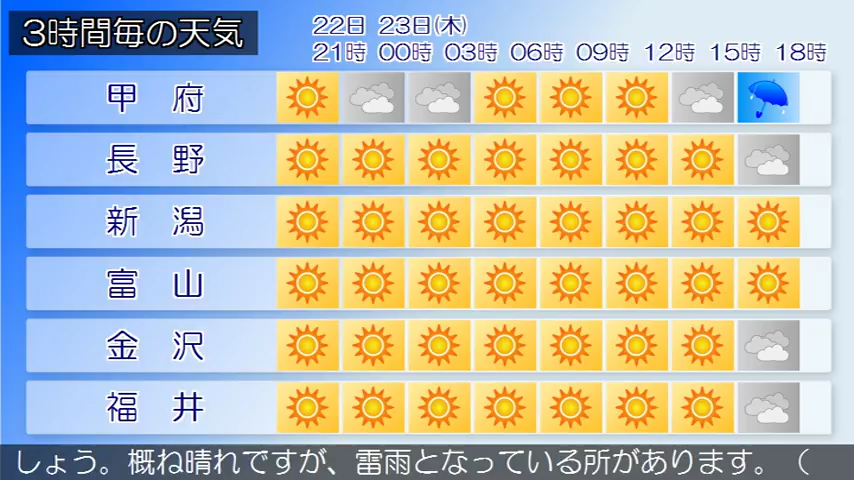 3時間毎の天気
22日 23日(木)
21時 00時 03時 06時 09時 12時 15時 18時
甲府
長野
新潟
富山
金沢
福井
しょう。概ね晴れですが、雷雨となっている所があります。（